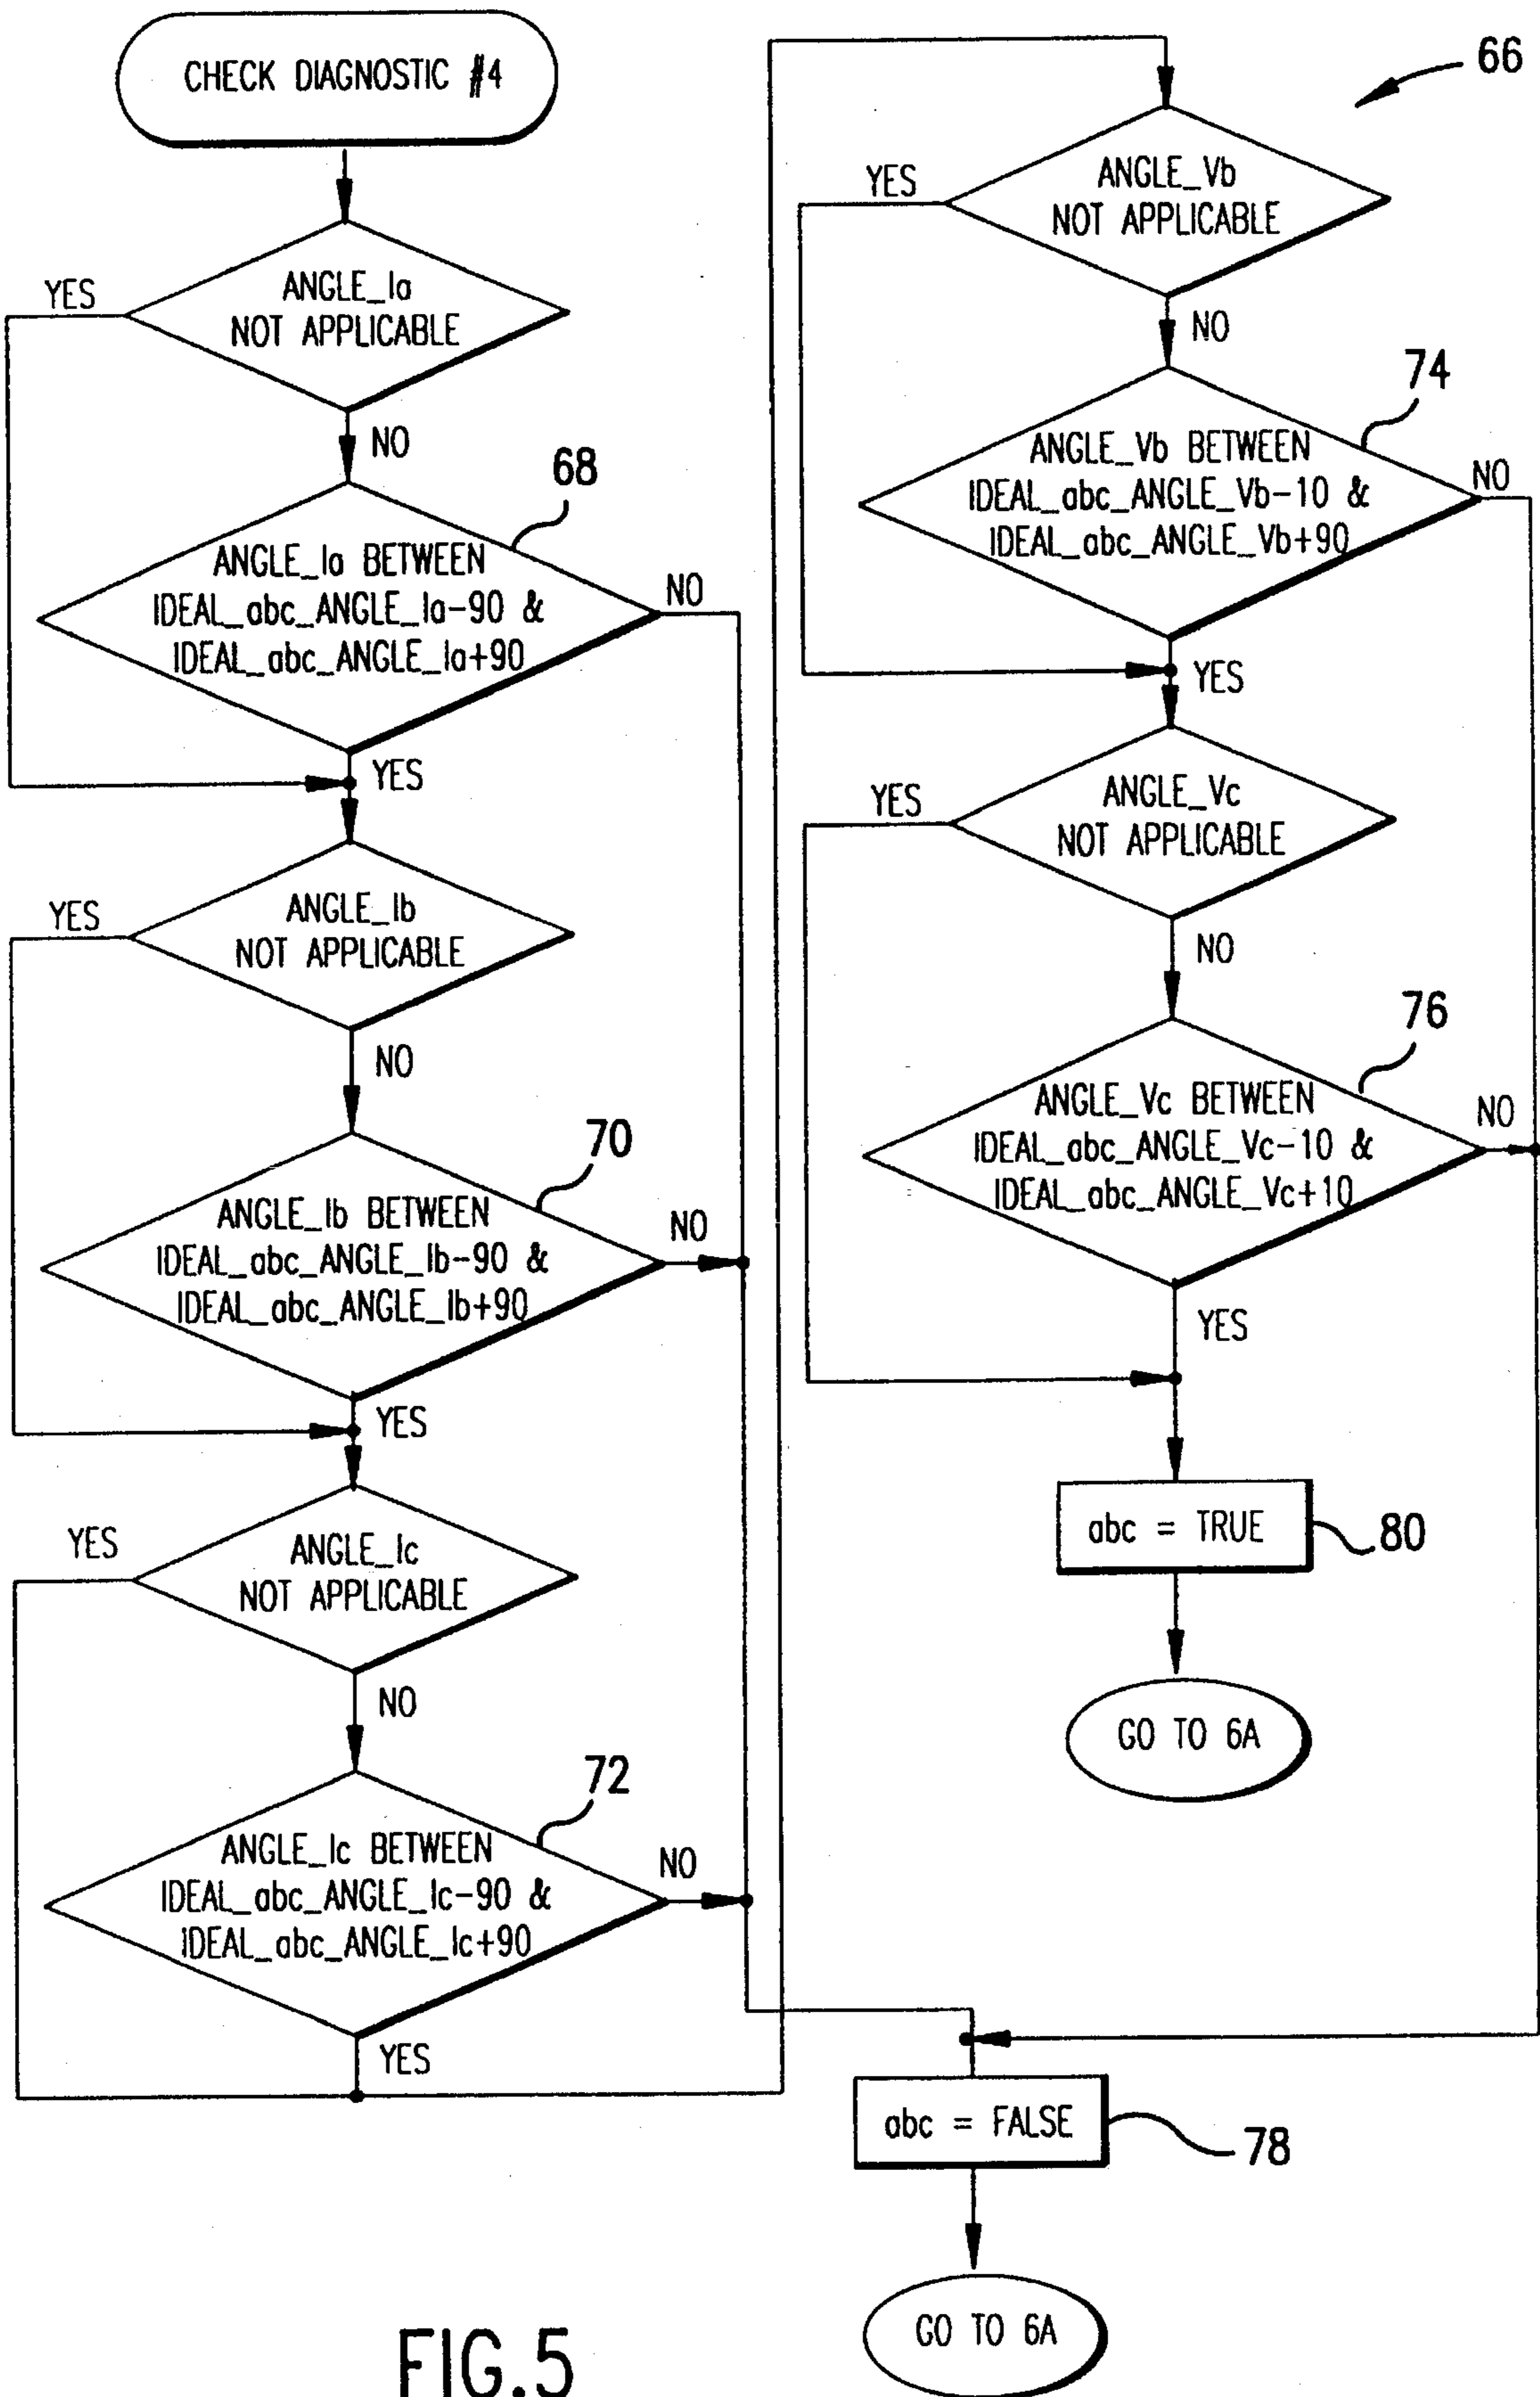 CHECK DIAGNOSTIC #4
YES
ANGLE_Ia
NOT APPLICABLE
NO
68
ANGLE_Ia BETWEEN
IDEAL_abc_ANGLE_Ia-90 &
IDEAL_abc_ANGLE_Ia+90
NO
YES
YES
ANGLE_Ib
NOT APPLICABLE
NO
70
ANGLE_Ib BETWEEN
IDEAL_abc_ANGLE_Ib-90 &
IDEAL_abc_ANGLE_Ib+90
NO
YES
YES
ANGLE_Ic
NOT APPLICABLE
NO
72
ANGLE_Ic BETWEEN
IDEAL_abc_ANGLE_Ic-90 &
IDEAL_abc_ANGLE_Ic+90
NO
YES
66
YES
ANGLE_Vb
NOT APPLICABLE
NO
74
ANGLE_Vb BETWEEN
IDEAL_abc_ANGLE_Vb-10 &
IDEAL_abc_ANGLE_Vb+90
NO
YES
YES
ANGLE_Vc
NOT APPLICABLE
NO
76
ANGLE_Vc BETWEEN
IDEAL_abc_ANGLE_Vc-10 &
IDEAL_abc_ANGLE_Vc+10
NO
YES
abc = TRUE
80
GO TO 6A
abc = FALSE
78
GO TO 6A
FIG.5